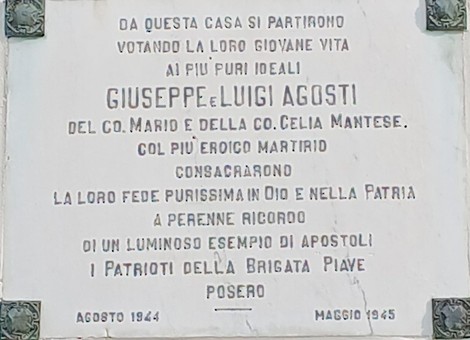 DA QUESTA CASA SI PARTIRONO
VOTANDO LA LORO GIOVANE VITA
AI PIU' PURI IDEALI
GIUSEPPE E LUIGI AGOSTI
DEL CO. MARIO E DELLA CO. CELIA MANTESE.
COL PIU' EROICO MARTIRIO
CONSACRARONO
LA LORO FEDE PURISSIMA IN DIO E NELLA PATRIA
A PERENNE RICORDO
DI UN LUMINOSO ESEMPIO DI APOSTOLI
I PATRIOTI DELLA BRIGATA PIAVE
POSERO
AGOSTO 1944 MAGGIO 1945